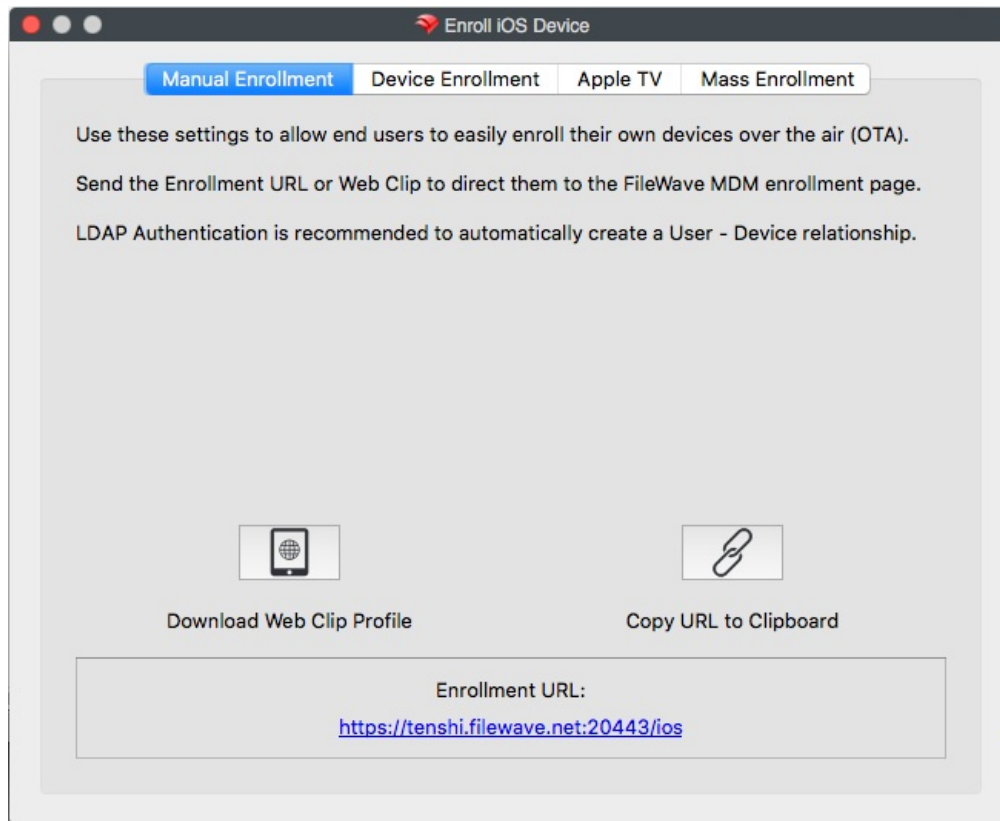 Enroll iOS Device
Manual Enrollment Device Enrollment Apple TV Mass Enrollment
Use these settings to allow end users to easily enroll their own devices over the air (OTA).
Send the Enrollment URL or Web Clip to direct them to the FileWave MDM enrollment page.
LDAP Authentication is recommended to automatically create a User - Device relationship.
Download Web Clip Profile Copy URL to Clipboard
Enrollment URL:
https://tenshi.filewave.net:20443/ios